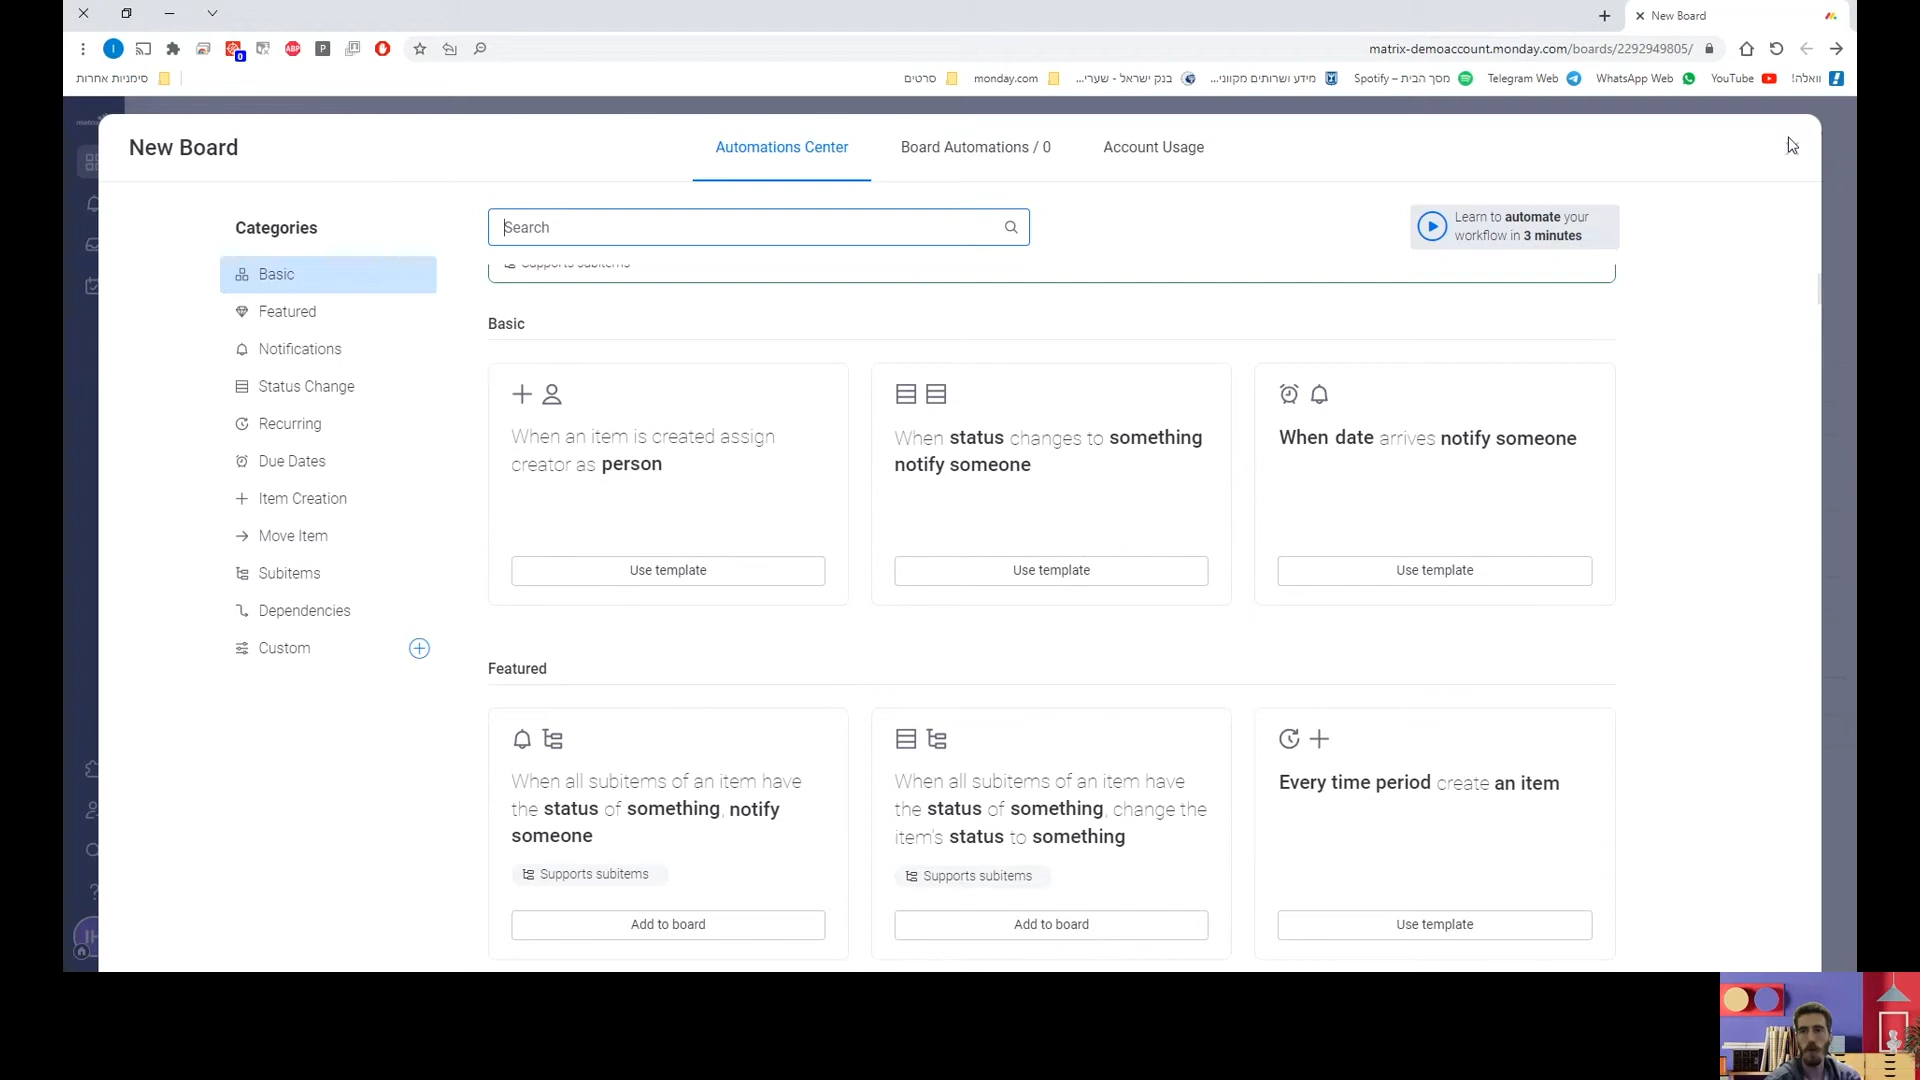 New Board
0
I
ABP
P
matrix-demoaccount.monday.com/boards/2292949805/
סימניות אחרות
סרטים
monday.com
בנק ישראל - שערי...
מידע ושרותים מקווני...
מסך הבית – Spotify
Telegram Web
WhatsApp Web
YouTube
וואלה!
New Board
Automations Center
Board Automations / 0
Account Usage
Categories
Search
Learn to automate your
workflow in 3 minutes
Basic
Featured
Notifications
Status Change
Recurring
Due Dates
Item Creation
Move Item
Subitems
Dependencies
Custom
Supports subitems
Basic
When an item is created assign
creator as person
Use template
When status changes to something
notify someone
Use template
When date arrives notify someone
Use template
Featured
When all subitems of an item have
the status of something, notify
someone
Supports subitems
Add to board
When all subitems of an item have
the status of something, change the
item's status to something
Supports subitems
Add to board
Every time period create an item
Use template